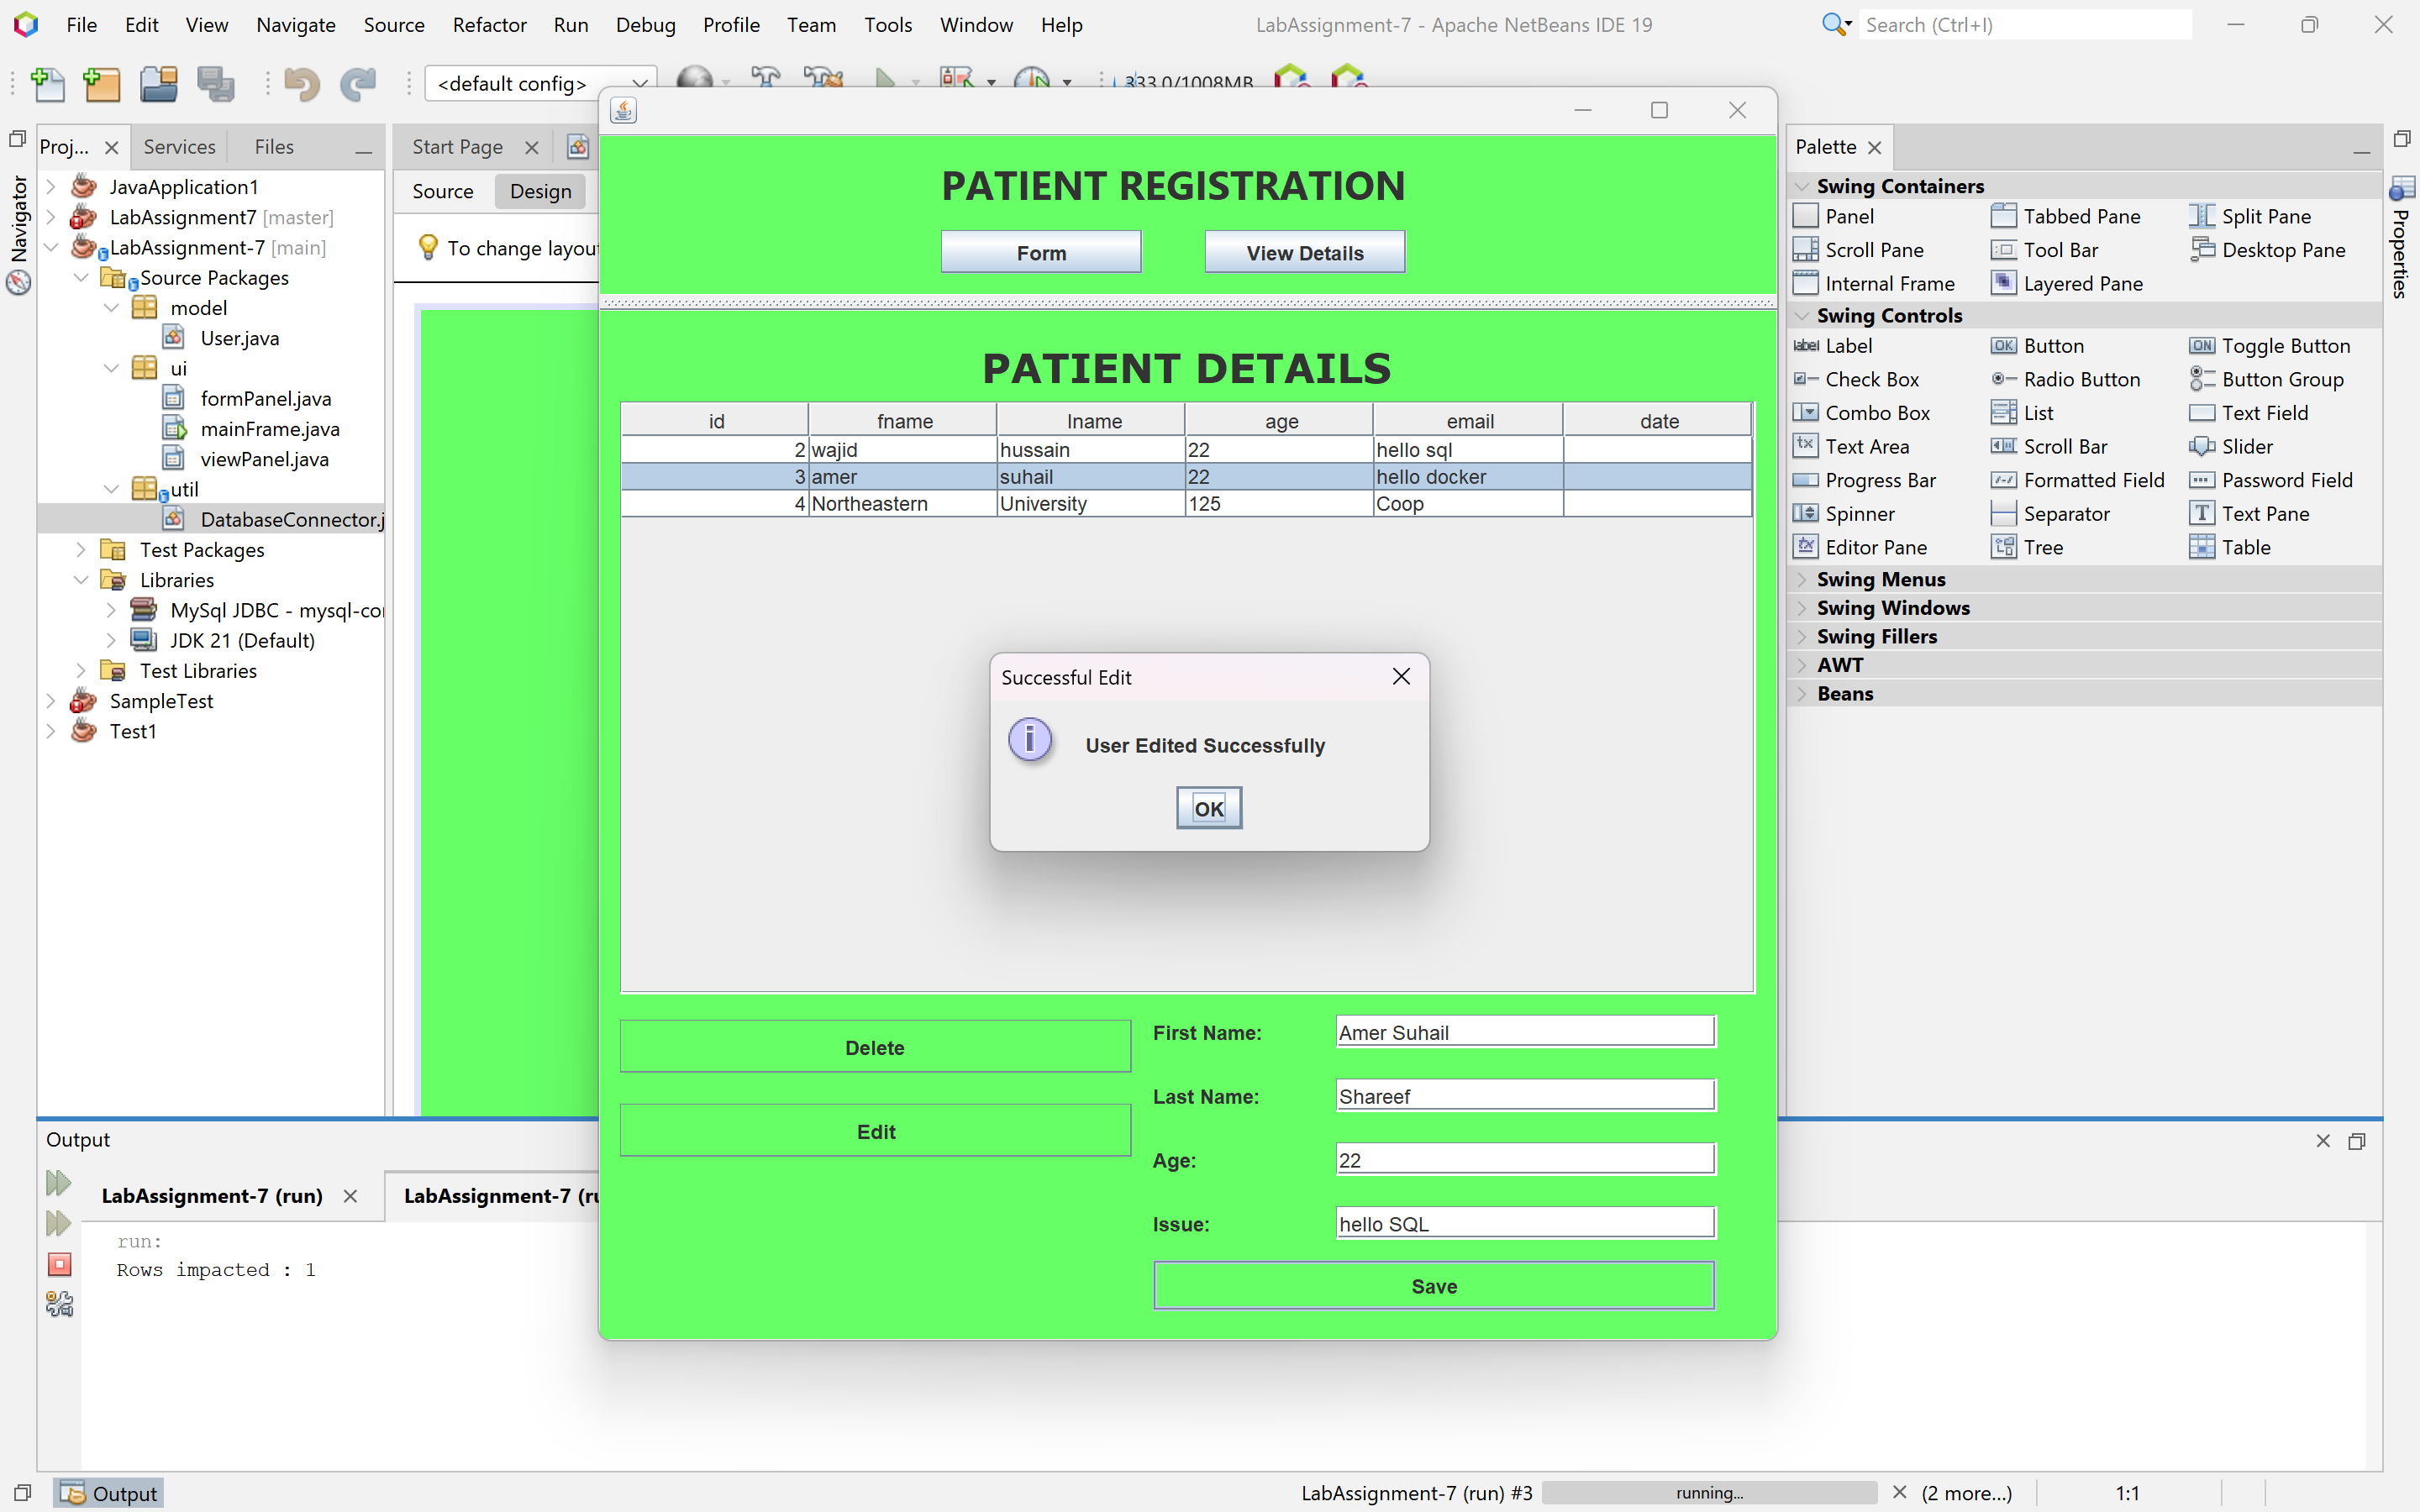 File Edit View Navigate Source Refactor Run Debug Profile Team Tools Window Help LabAssignment-7 - Apache NetBeans IDE 19 Search (Ctrl+I)
<default config> 333.0/1008MB
Proj... Services Files Start Page
Navigator
Source Design
To change layou
JavaApplication1
LabAssignment7 [master]
LabAssignment-7 [main]
Source Packages
model
User.java
ui
formPanel.java
mainFrame.java
viewPanel.java
util
DatabaseConnector.j
Test Packages
Libraries
MySql JDBC - mysql-co
JDK 21 (Default)
Test Libraries
SampleTest
Test1
PATIENT REGISTRATION
Form View Details
PATIENT DETAILS
id fname lname age email date
2 wajid hussain 22 hello sql
3 amer suhail 22 hello docker
4 Northeastern University 125 Coop
Successful Edit
i User Edited Successfully
OK
Delete
Edit
First Name: Amer Suhail
Last Name: Shareef
Age: 22
Issue: hello SQL
Save
Palette
Properties
Swing Containers
Panel Tabbed Pane Split Pane
Scroll Pane Tool Bar Desktop Pane
Internal Frame Layered Pane
Swing Controls
label Label OK Button ON Toggle Button
Check Box Radio Button Button Group
Combo Box List Text Field
tx Text Area Scroll Bar Slider
Progress Bar Formatted Field Password Field
Spinner Separator T Text Pane
Editor Pane Tree Table
Swing Menus
Swing Windows
Swing Fillers
AWT
Beans
Output
LabAssignment-7 (run) LabAssignment-7 (ru
run:
Rows impacted : 1
Output LabAssignment-7 (run) #3 running... (2 more...) 1:1